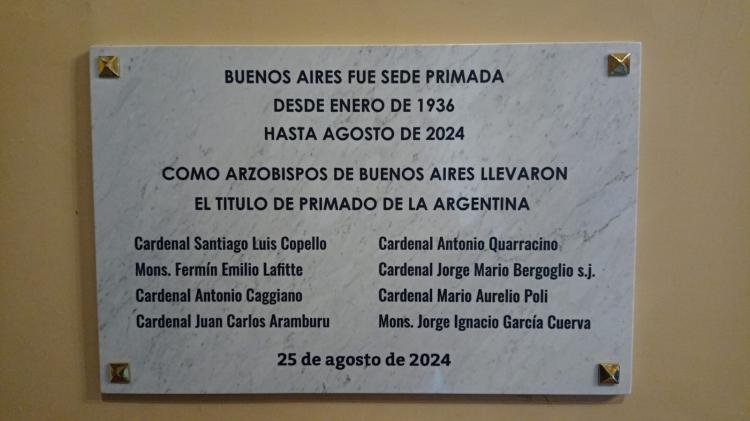 BUENOS AIRES FUE SEDE PRIMADA
DESDE ENERO DE 1936
HASTA AGOSTO DE 2024
COMO ARZOBISPOS DE BUENOS AIRES LLEVARON
EL TITULO DE PRIMADO DE LA ARGENTINA
Cardenal Santiago Luis Copello
Mons. Fermín Emilio Lafitte
Cardenal Antonio Caggiano
Cardenal Juan Carlos Aramburu
Cardenal Antonio Quarracino
Cardenal Jorge Mario Bergoglio s.j.
Cardenal Mario Aurelio Poli
Mons. Jorge Ignacio García Cuerva
25 de agosto de 2024